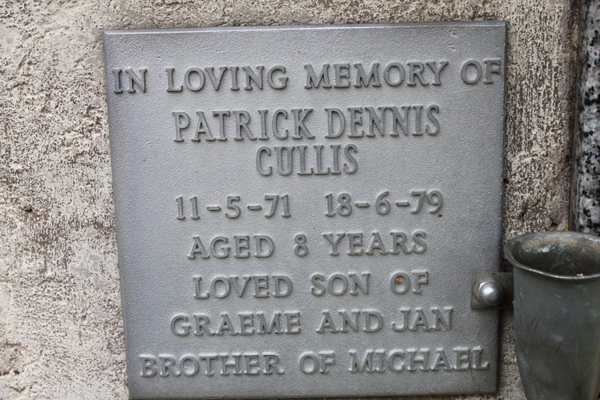 IN LOVING MEMORY OF
PATRICK DENNIS
CULLIS
11-5-71 18-6-79
AGED 8 YEARS
LOVED SON OF
GRAEME AND JAN
BROTHER OF MICHAEL